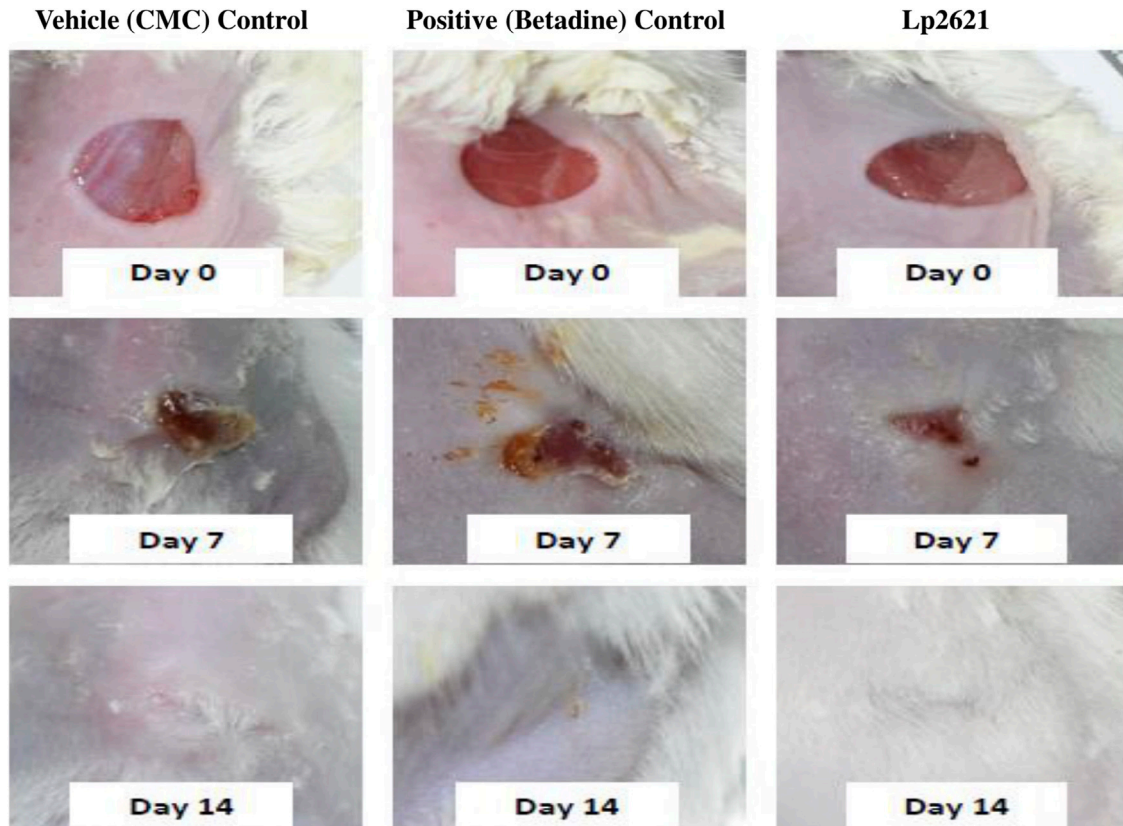 Vehicle (CMC) Control Positive (Betadine) Control Lp2621
Day 0 Day 0 Day 0
Day 7 Day 7 Day 7
Day 14 Day 14 Day 14